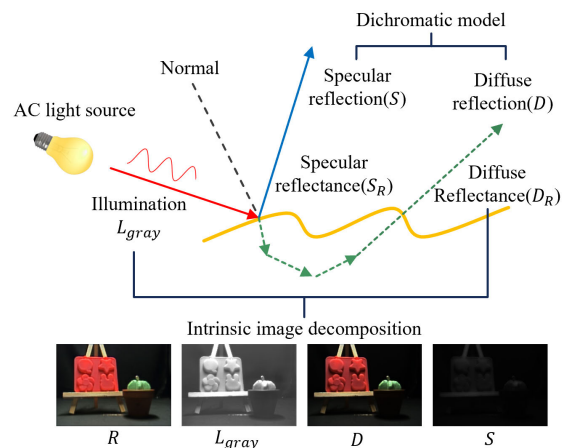 Dichromatic model
Normal
Specular
reflection(S)
Diffuse
reflection(D)
AC light source
Specular
reflectance(S_R)
Diffuse
Reflectance(D_R)
Illumination
L_gray
Intrinsic image decomposition
R
L_gray
D
S